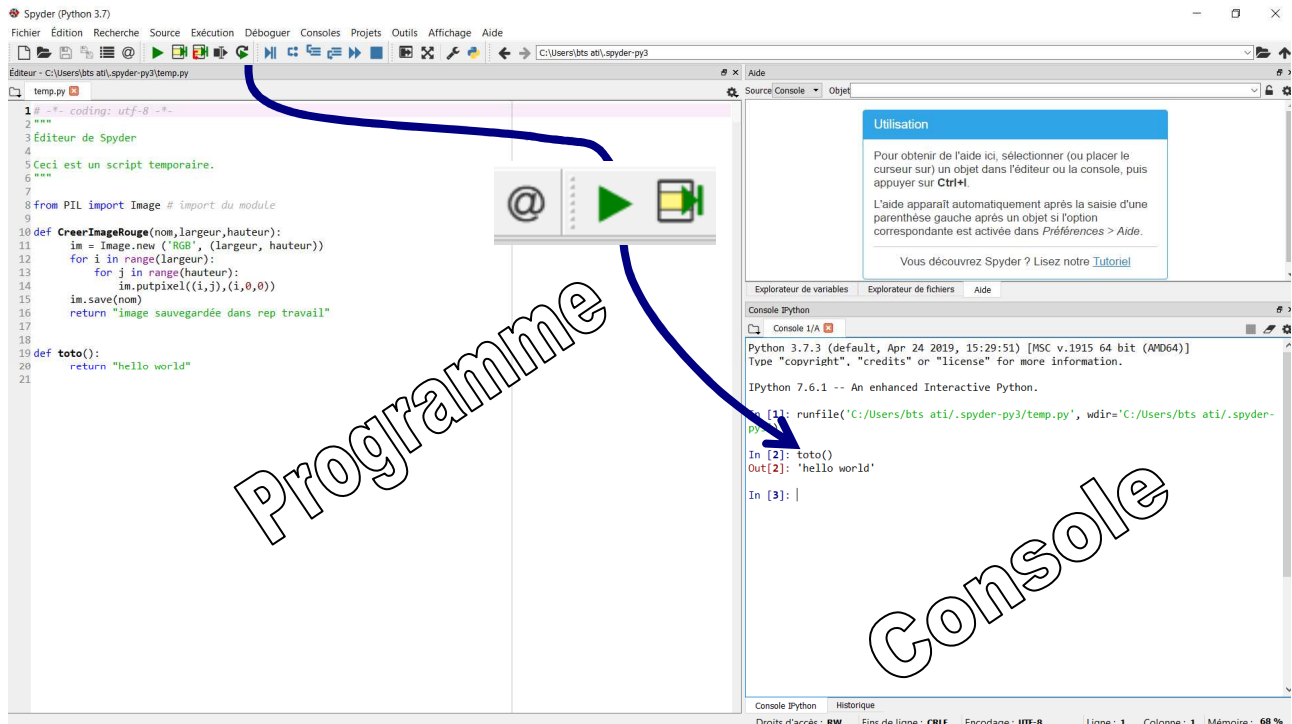 Spyder (Python 3.7)
Fichier Édition Recherche Source Exécution Déboguer Consoles Projets Outils Affichage Aide
C:\Users\bts ati\.spyder-py3
Éditeur - C:\Users\bts ati\.spyder-py3\temp.py
temp.py
1 # -*- coding: utf-8 -*-
2 """
3 Éditeur de Spyder
4
5 Ceci est un script temporaire.
6 """
7
8 from PIL import Image # import du module
9
10 def CreerImageRouge(nom,largeur,hauteur):
11     im = Image.new ('RGB', (largeur, hauteur))
12     for i in range(largeur):
13         for j in range(hauteur):
14             im.putpixel((i,j),(i,0,0))
15     im.save(nom)
16     return "image sauvegardée dans rep travail"
17
18
19 def toto():
20     return "hello world"
21
@
Programme
Aide
Source Console Objet
Utilisation
Pour obtenir de l'aide ici, sélectionner (ou placer le
curseur sur) un objet dans l'éditeur ou la console, puis
appuyer sur Ctrl+I.
L'aide apparaît automatiquement après la saisie d'une
parenthèse gauche après un objet si l'option
correspondante est activée dans Préférences > Aide.
Vous découvrez Spyder ? Lisez notre Tutoriel
Explorateur de variables Explorateur de fichiers Aide
Console IPython
Console 1/A
Python 3.7.3 (default, Apr 24 2019, 15:29:51) [MSC v.1915 64 bit (AMD64)]
Type "copyright", "credits" or "license" for more information.
IPython 7.6.1 -- An enhanced Interactive Python.
In [1]: runfile('C:/Users/bts ati/.spyder-py3/temp.py', wdir='C:/Users/bts ati/.spyder-
In [2]: toto()
Out[2]: 'hello world'
In [3]:
Console
Console IPython Historique
Droits d'accès : RW Fins de ligne : CRLF Encodage : UTF-8 Ligne : 1 Colonne : 1 Mémoire : 68 %